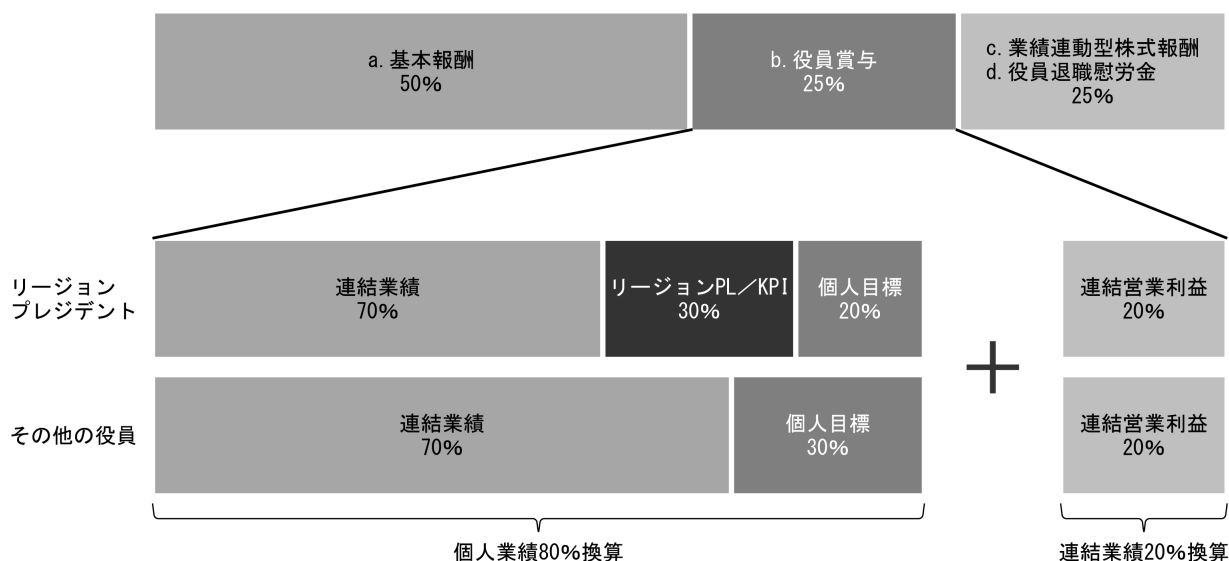 a. 基本報酬
50%
b. 役員賞与
25%
c. 業績連動型株式報酬
d. 役員退職慰労金
25%
リージョン
プレジデント
連結業績
70%
リージョンPL／KPI
30%
個人目標
20%
連結営業利益
20%
その他の役員
連結業績
70%
個人目標
30%
連結営業利益
20%
個人業績80%換算
連結業績20%換算